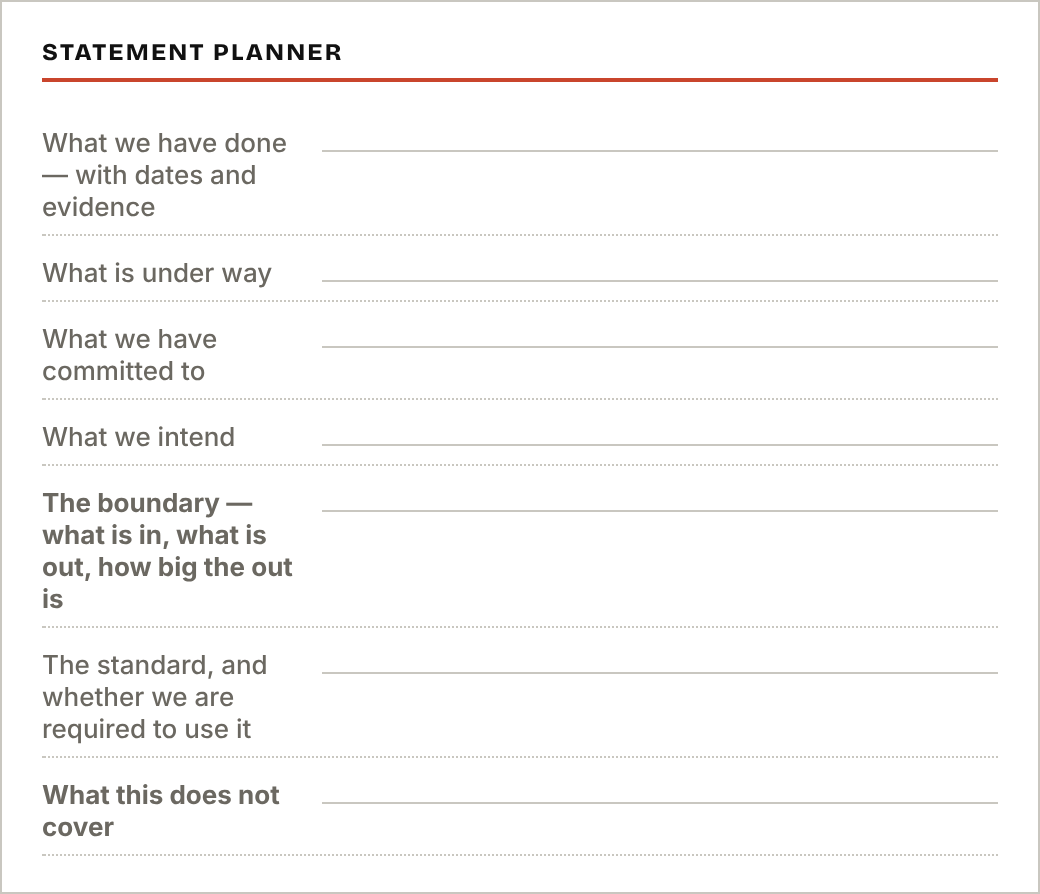 STATEMENT PLANNER
What we have done
— with dates and
evidence
What is under way
What we have
committed to
What we intend
The boundary —
what is in, what is
out, how big the out
is
The standard, and
whether we are
required to use it
What this does not
cover